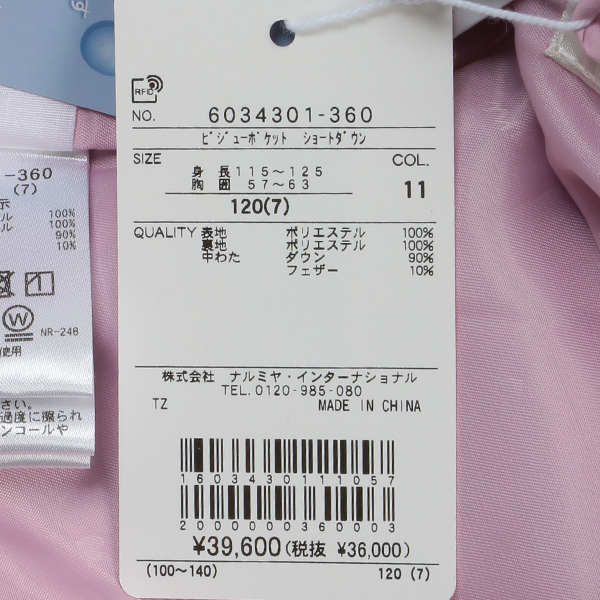 す
RFID
NO. 6034301-360
ビジューポケット ショートダウン
SIZE
COL.
身長 115〜125
胸囲 57〜63
11
120(7)
QUALITY 表地 ポリエステル 100%
裏地 ポリエステル 100%
中わた ダウン 90%
フェザー 10%
株式会社 ナルミヤ・インターナショナル
TEL.0120-985-080
TZ MADE IN CHINA
1603430111057
2000000360003
¥39,600(税抜 ¥36,000)
(100〜140) 120 (7)
-360
(7)
示
ル 100%
ル 100%
90%
10%
W
NR-248
使用
さい。
過度に擦られ
ンコールや